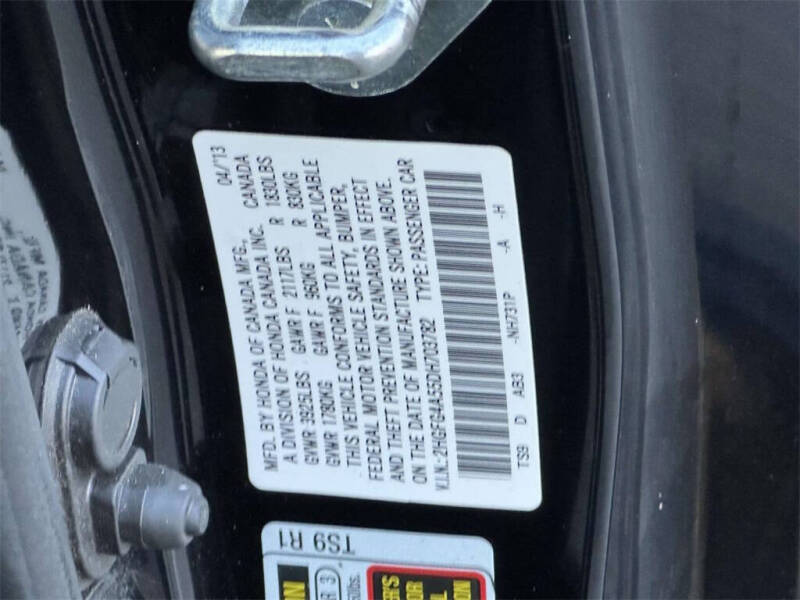 MFD. BY HONDA OF CANADA MFG., 04/'13
A DIVISION OF HONDA CANADA INC. CANADA
GVWR 3925LBS GAWR F 2117LBS R 1830LBS
GVWR 1780KG GAWR F 960KG R 830KG
THIS VEHICLE CONFORMS TO ALL APPLICABLE
FEDERAL MOTOR VEHICLE SAFETY, BUMPER,
AND THEFT PREVENTION STANDARDS IN EFFECT
ON THE DATE OF MANUFACTURE SHOWN ABOVE.
V.I.N.: 2HGFG4A55DH703782 TYPE: PASSENGER CAR
TS9 D AB3 -NH731P -A -H
TS9 R1